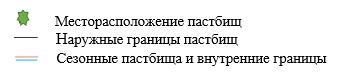 Месторасположение пастбищ
Наружные границы пастбищ
Сезонные пастбища и внутренние границы